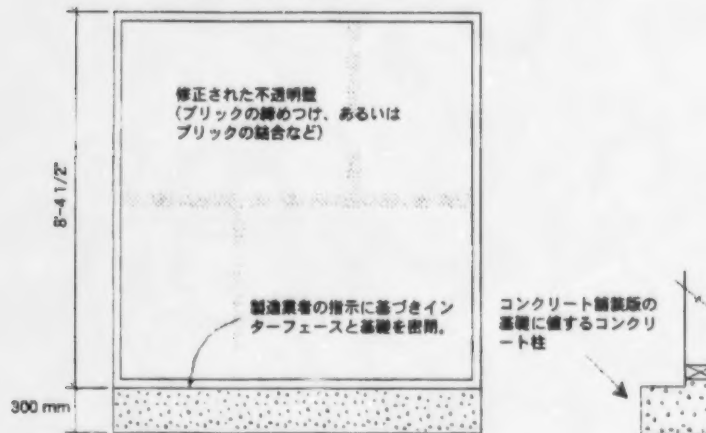 修正された不透明壁
(ブリックの締めつけ、あるいは
ブリックの結合など)
8'-4 1/2"
製造業者の指示に基づきイン
ターフェースと基礎を密閉。
コンクリート舗装版の
基礎に値するコンクリ
ート柱
300 mm